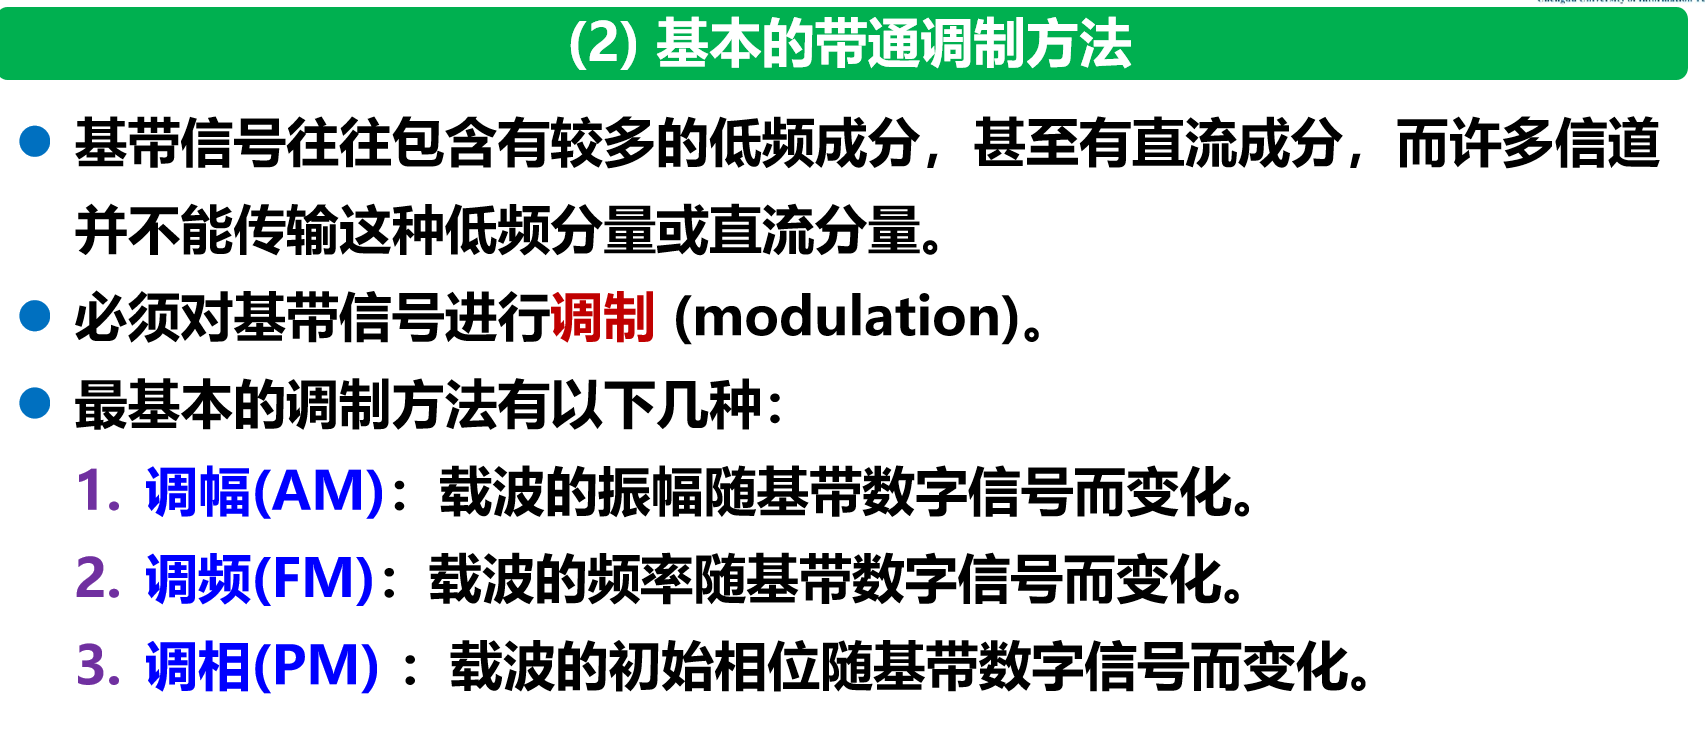 (2) 基本的带通调制方法
基带信号往往包含有较多的低频成分，甚至有直流成分，而许多信道
并不能传输这种低频分量或直流分量。
必须对基带信号进行调制 (modulation)。
最基本的调制方法有以下几种：
1. 调幅(AM)：载波的振幅随基带数字信号而变化。
2. 调频(FM)：载波的频率随基带数字信号而变化。
3. 调相(PM) ：载波的初始相位随基带数字信号而变化。